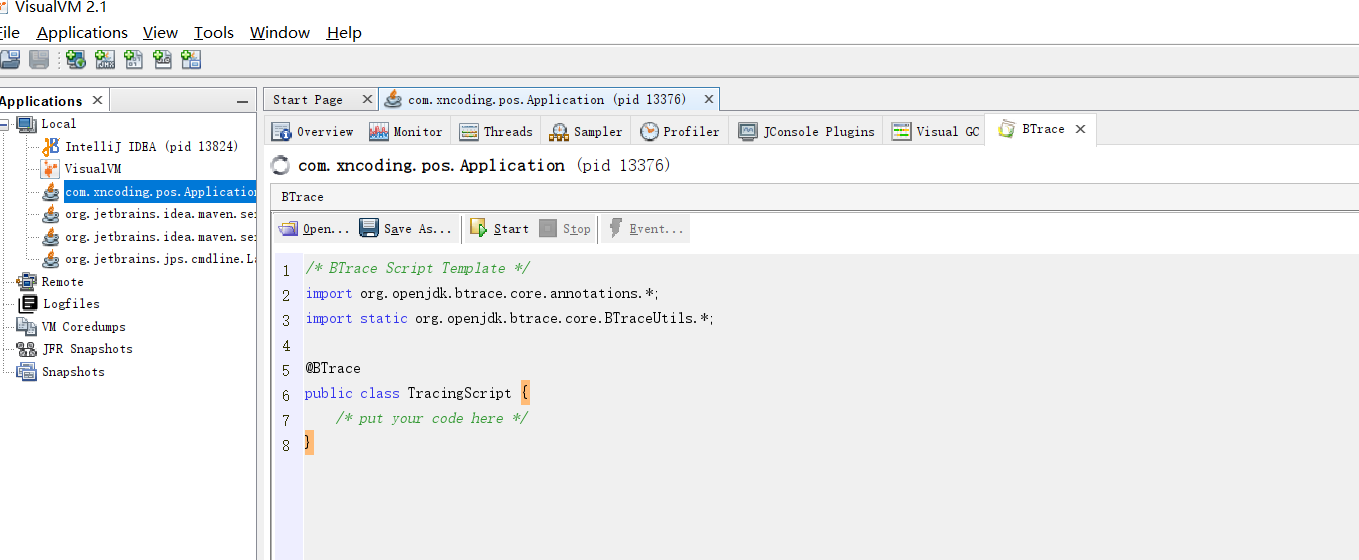 VisualVM 2.1
File Applications View Tools Window Help
Applications
Start Page com.xncoding.pos.Application (pid 13376)
Local
IntelliJ IDEA (pid 13824)
VisualVM
com.xncoding.pos.Application
org.jetbrains.idea.maven.se
org.jetbrains.idea.maven.se
org.jetbrains.jps.cmdline.La
Remote
Logfiles
VM Coredumps
JFR Snapshots
Snapshots
Overview Monitor Threads Sampler Profiler JConsole Plugins Visual GC BTrace
com.xncoding.pos.Application (pid 13376)
BTrace
Open... Save As... Start Stop Event...
1 /* BTrace Script Template */
2 import org.openjdk.btrace.core.annotations.*;
3 import static org.openjdk.btrace.core.BTraceUtils.*;
4
5 @BTrace
6 public class TracingScript {
7 /* put your code here */
8 }